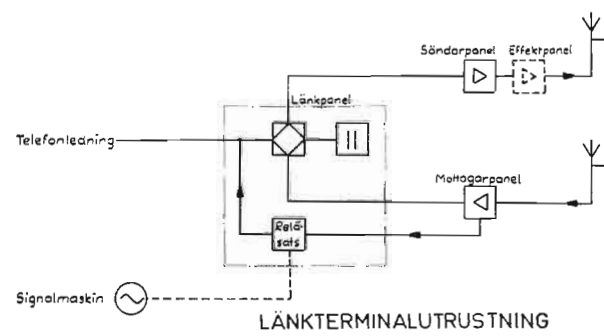 Sändarpanel
Effektpanel
Länkpanel
Telefonledning
Mottagarpanel
Relä-
sats
Signalmaskin
LÄNKTERMINALUTRUSTNING